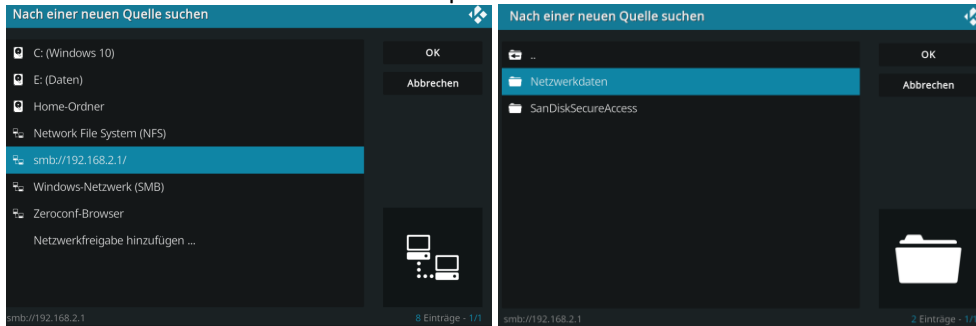 Nach einer neuen Quelle suchen
C: (Windows 10)
E: (Daten)
Home-Ordner
Network File System (NFS)
smb://192.168.2.1/
Windows-Netzwerk (SMB)
Zeroconf-Browser
Netzwerkfreigabe hinzufügen ...
OK
Abbrechen
smb://192.168.2.1
8 Einträge - 1/1
Nach einer neuen Quelle suchen
..
Netzwerkdaten
SanDiskSecureAccess
OK
Abbrechen
smb://192.168.2.1
2 Einträge - 1/1